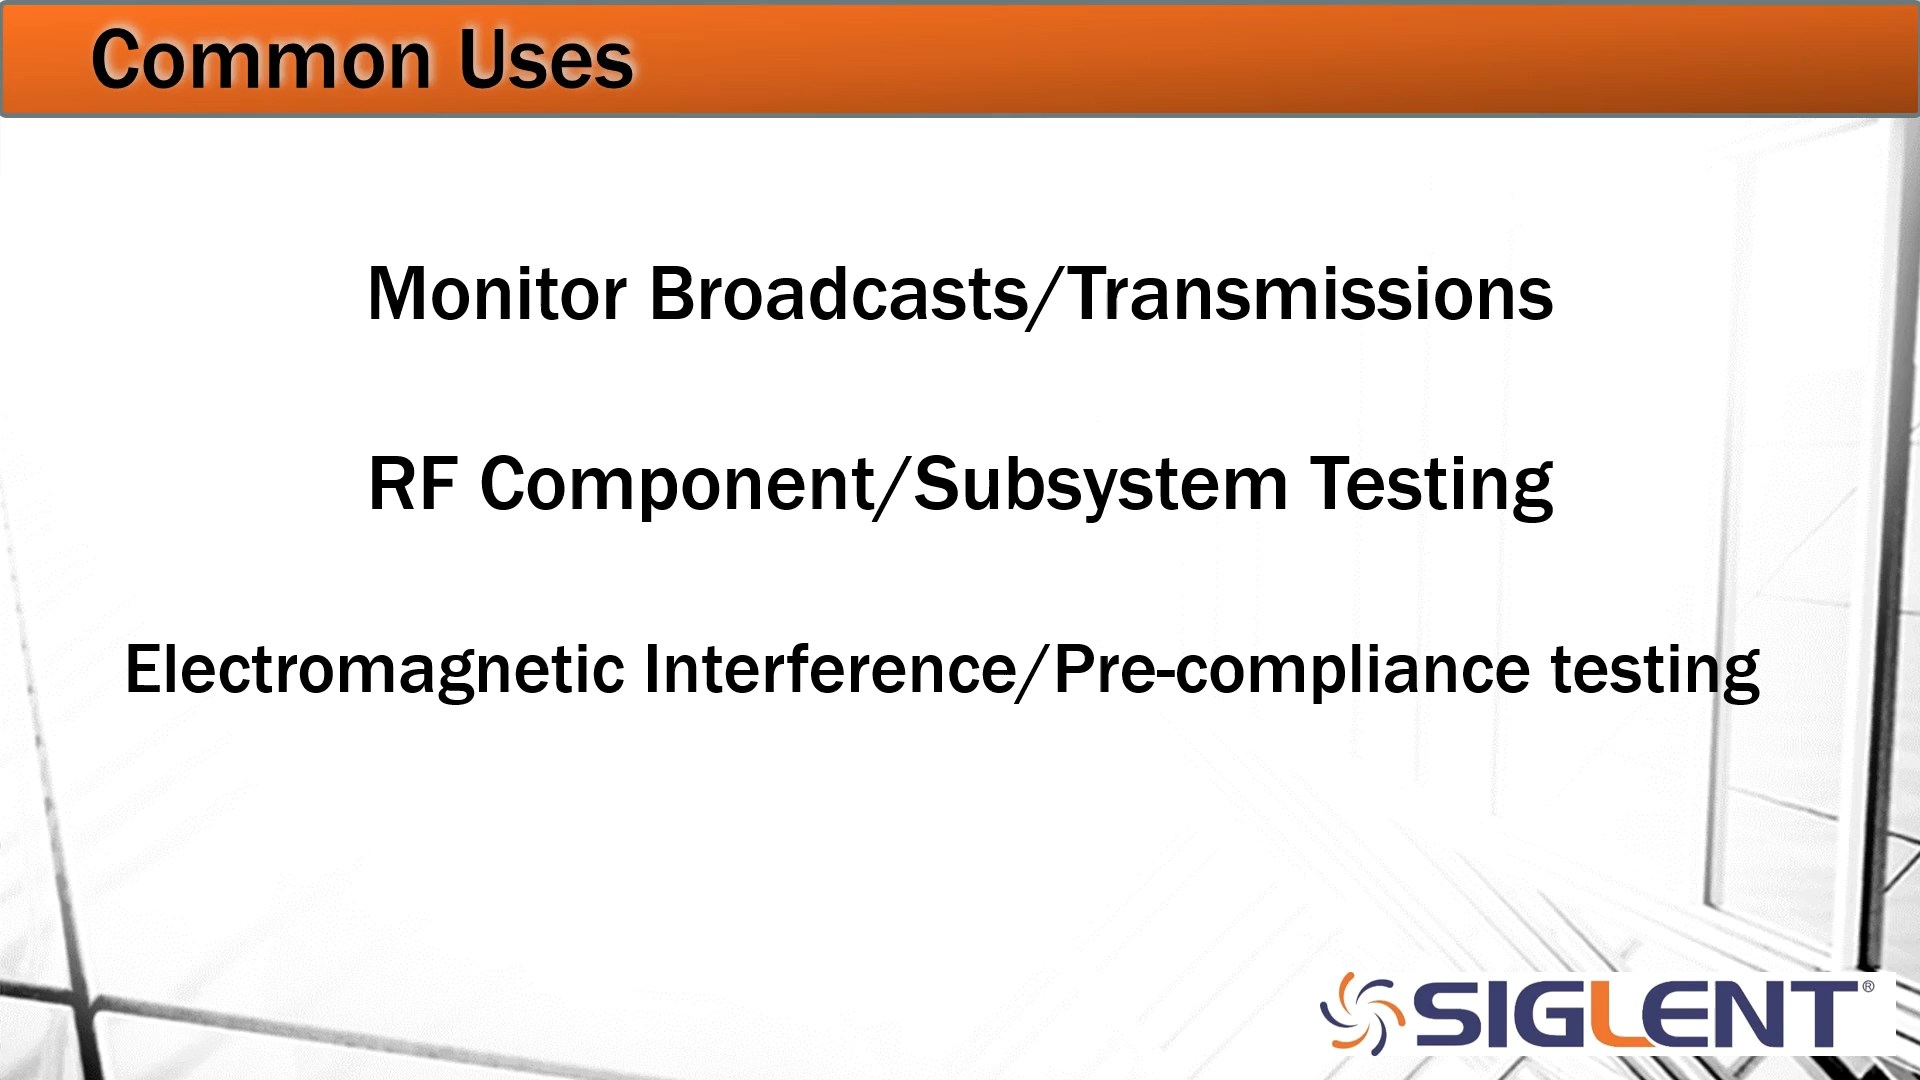 Common Uses
Monitor Broadcasts/Transmissions
RF Component/Subsystem Testing
Electromagnetic Interference/Pre-compliance testing
SIGLENT®